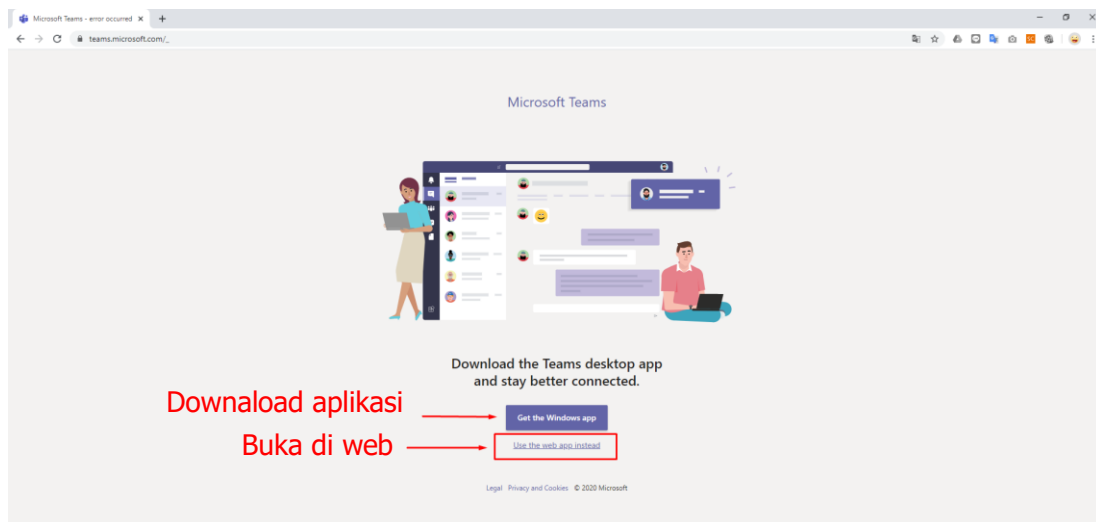 Microsoft Teams - error occurred
teams.microsoft.com/_
Microsoft Teams
Download the Teams desktop app
and stay better connected.
Downaload aplikasi
Get the Windows app
Buka di web
Use the web app instead
Legal Privacy and Cookies © 2020 Microsoft